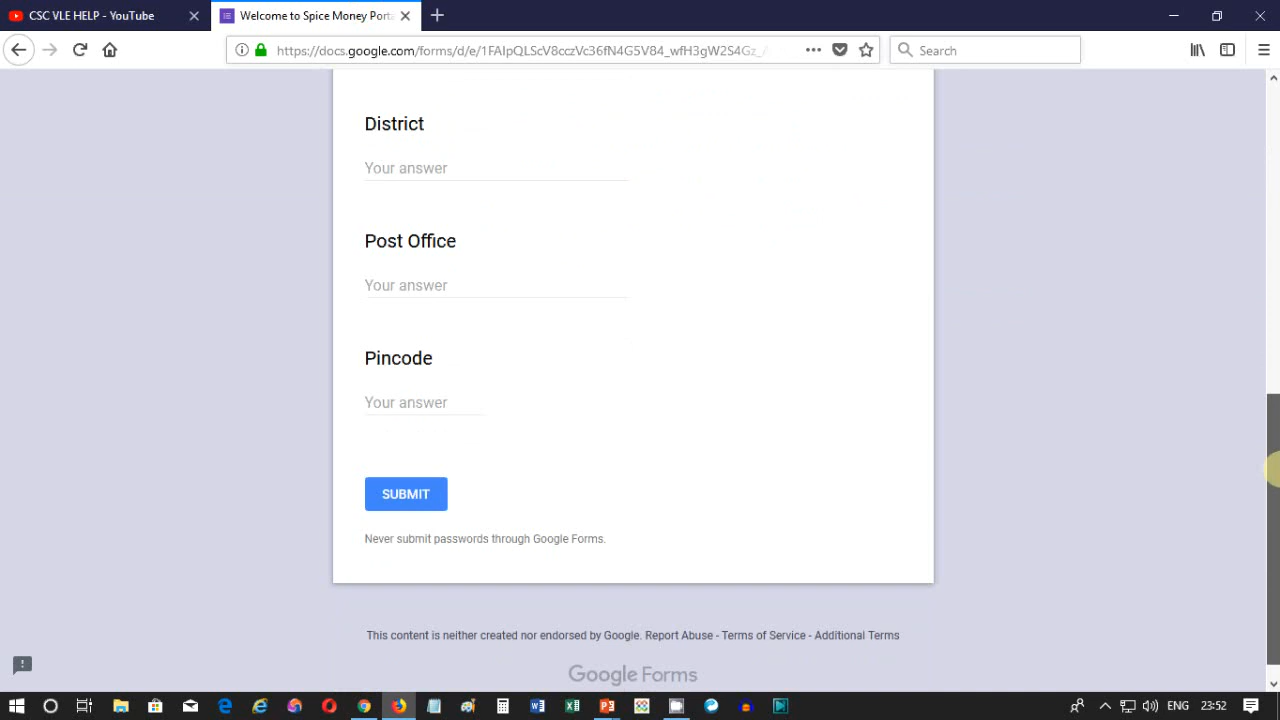 CSC VLE HELP - YouTube
Welcome to Spice Money Porta
https://docs.google.com/forms/d/e/1FAIpQLScV8cczVc36fN4G5V84_wfH3gW2S4Gz_
Search
District
Your answer
Post Office
Your answer
Pincode
Your answer
SUBMIT
Never submit passwords through Google Forms.
This content is neither created nor endorsed by Google. Report Abuse - Terms of Service - Additional Terms
Google Forms
ENG 23:52